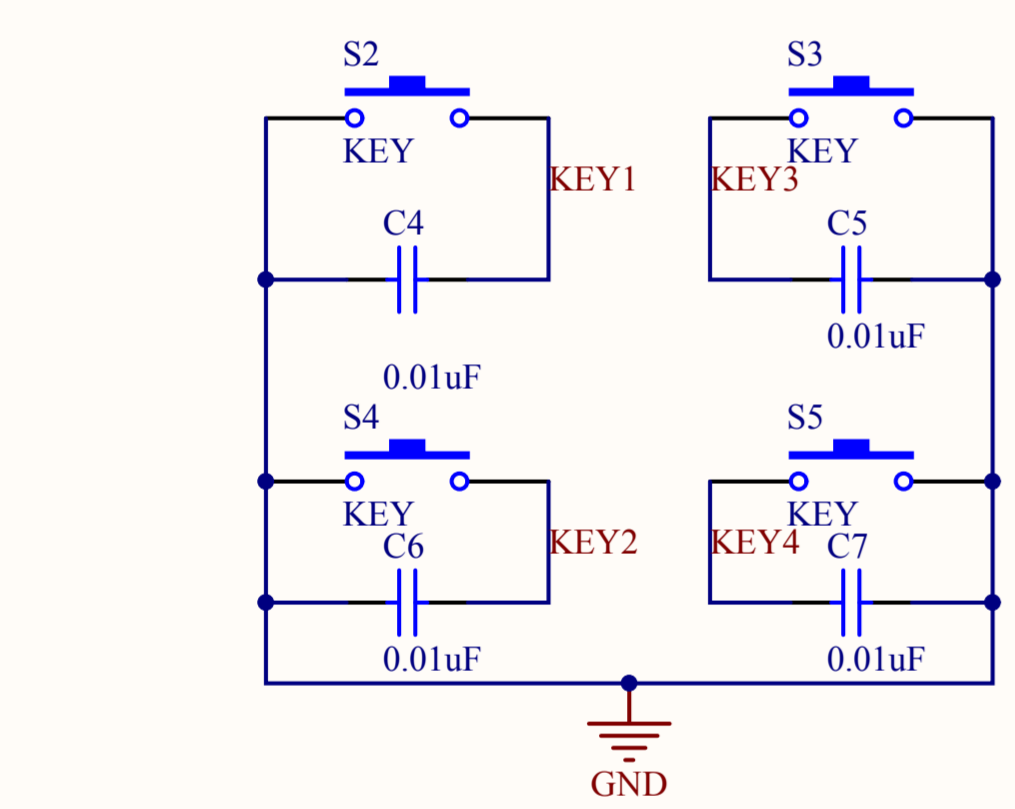 S2
KEY
KEY1
C4
0.01uF
S3
KEY
KEY3
C5
0.01uF
S4
KEY
KEY2
C6
0.01uF
S5
KEY
KEY4
C7
0.01uF
GND